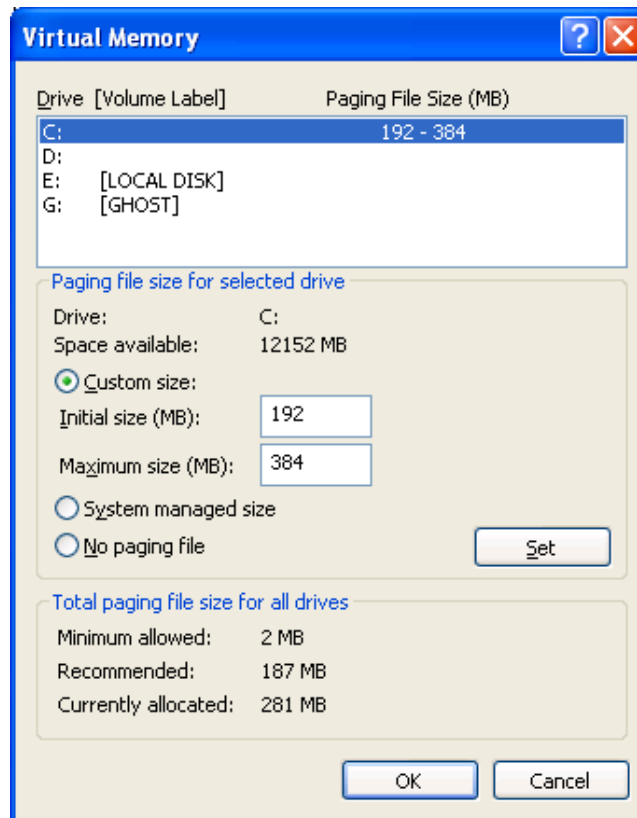 Virtual Memory
Drive [Volume Label] Paging File Size (MB)
C: 192 - 384
D:
E: [LOCAL DISK]
G: [GHOST]
Paging file size for selected drive
Drive: C:
Space available: 12152 MB
Custom size:
Initial size (MB): 192
Maximum size (MB): 384
System managed size
No paging file Set
Total paging file size for all drives
Minimum allowed: 2 MB
Recommended: 187 MB
Currently allocated: 281 MB
OK Cancel